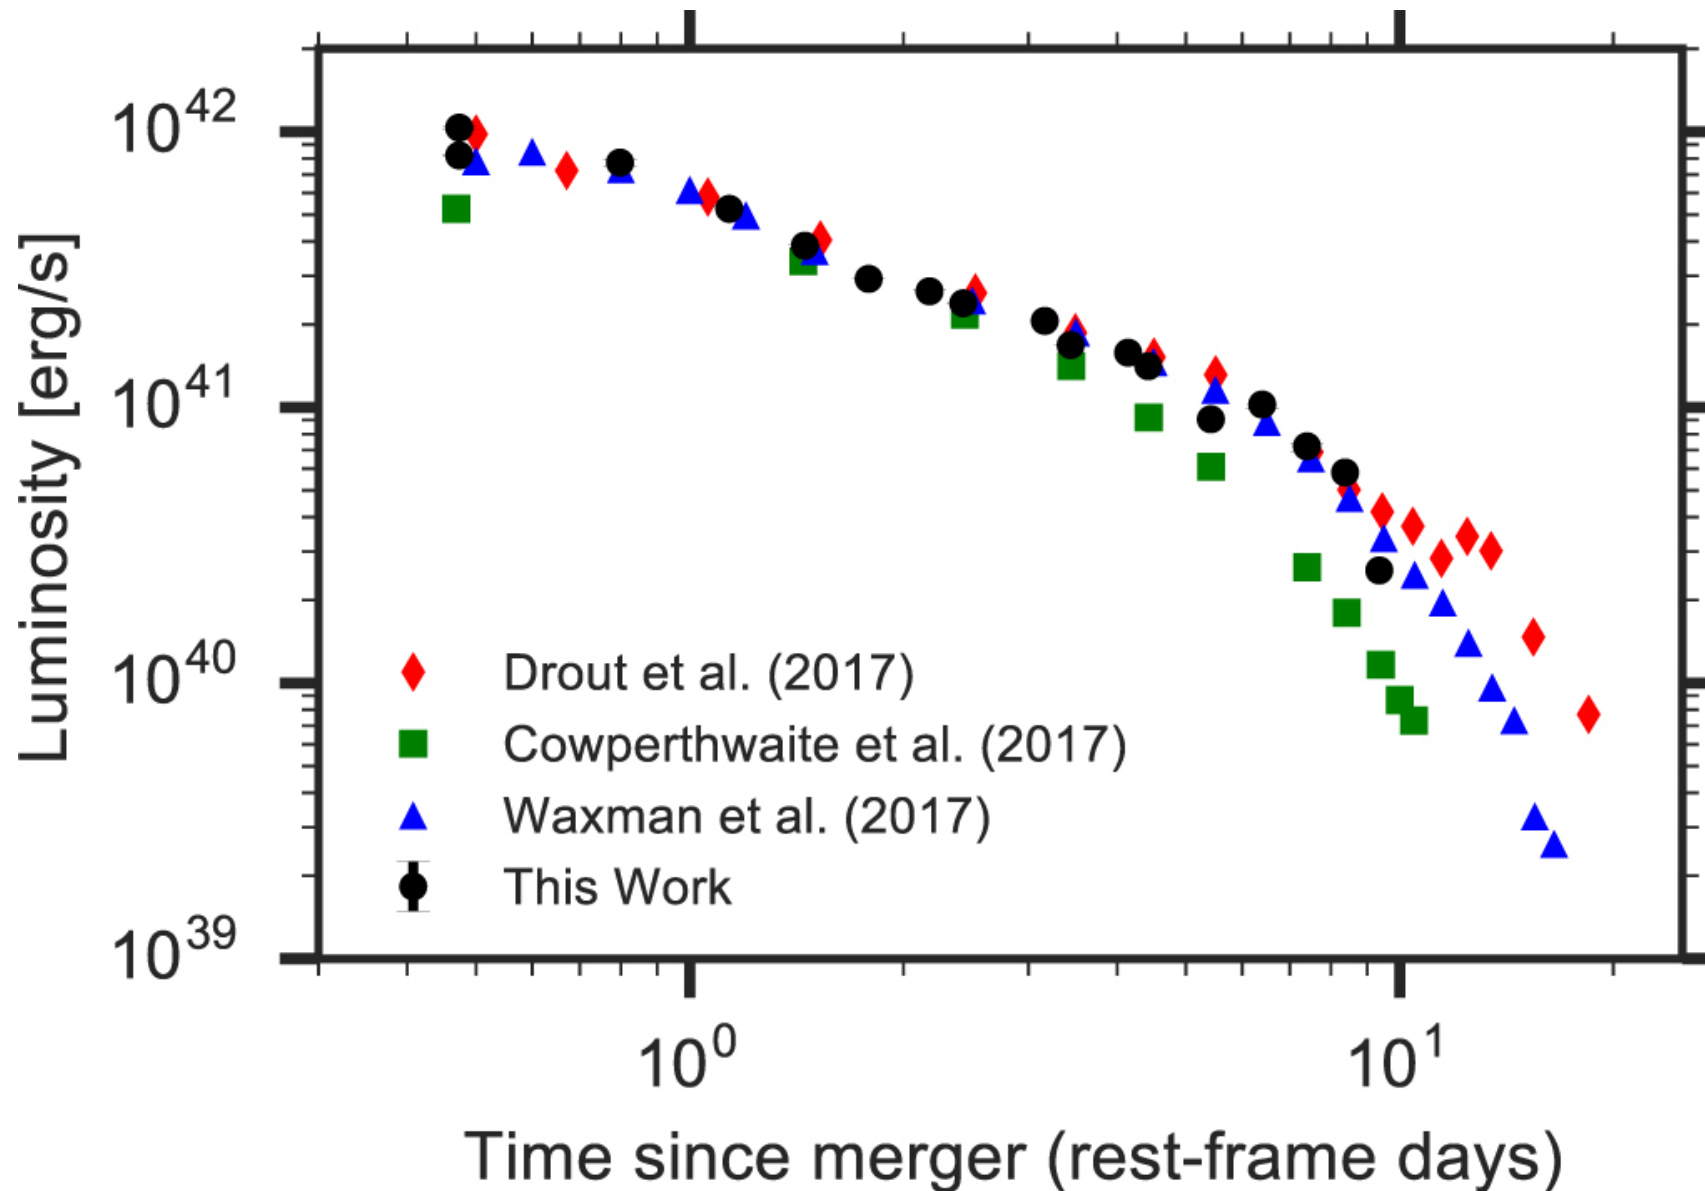 10^42
10^41
10^40
10^39
Luminosity [erg/s]
Drout et al. (2017)
Cowperthwaite et al. (2017)
Waxman et al. (2017)
This Work
10^0
10^1
Time since merger (rest-frame days)